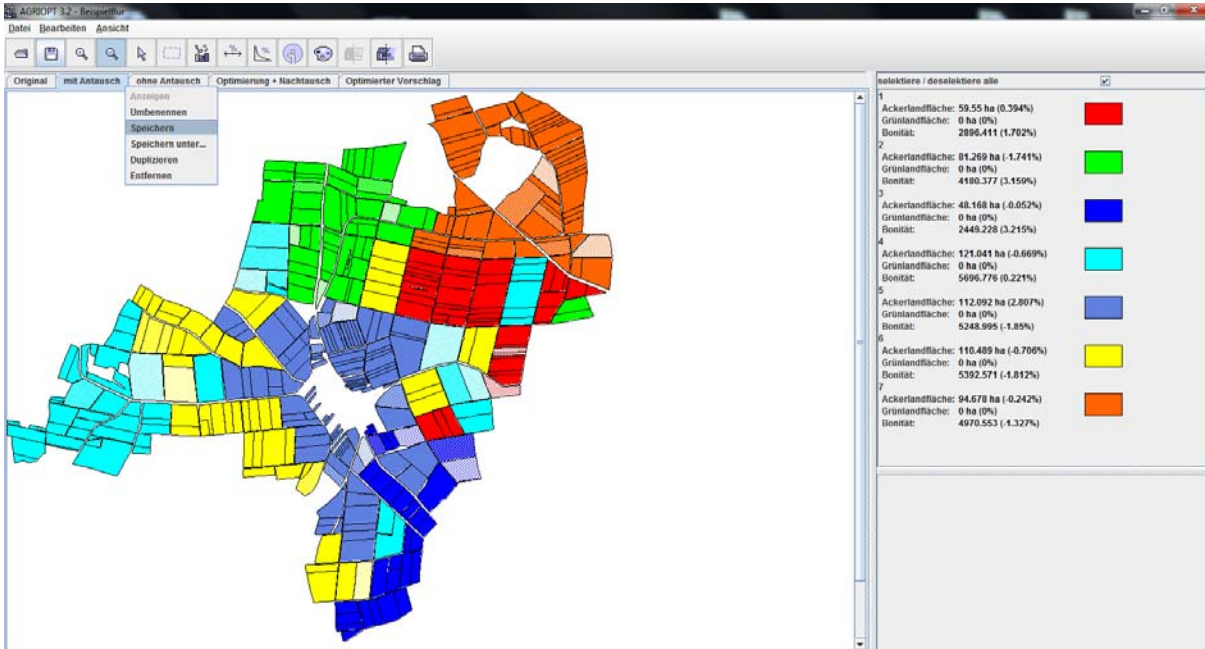 AGRIOPT 3.2 - Beispielflur
Datei Bearbeiten Ansicht
Original mit Antausch ohne Antausch Optimierung + Nachtausch Optimierter Vorschlag
Anzeigen
Umbenennen
Speichern
Speichern unter...
Duplizieren
Entfernen
selektiere / deselektiere alle
1
Ackerlandfläche: 59.55 ha (0.394%)
Grünlandfläche: 0 ha (0%)
Bonität: 2896.411 (1.702%)
2
Ackerlandfläche: 81.269 ha (-1.741%)
Grünlandfläche: 0 ha (0%)
Bonität: 4180.377 (3.159%)
3
Ackerlandfläche: 48.168 ha (-0.052%)
Grünlandfläche: 0 ha (0%)
Bonität: 2449.228 (3.215%)
4
Ackerlandfläche: 121.041 ha (-0.669%)
Grünlandfläche: 0 ha (0%)
Bonität: 5696.776 (0.221%)
5
Ackerlandfläche: 112.092 ha (2.807%)
Grünlandfläche: 0 ha (0%)
Bonität: 5248.995 (-1.85%)
6
Ackerlandfläche: 110.489 ha (-0.706%)
Grünlandfläche: 0 ha (0%)
Bonität: 5392.571 (-1.812%)
7
Ackerlandfläche: 94.678 ha (-0.242%)
Grünlandfläche: 0 ha (0%)
Bonität: 4970.553 (-1.327%)